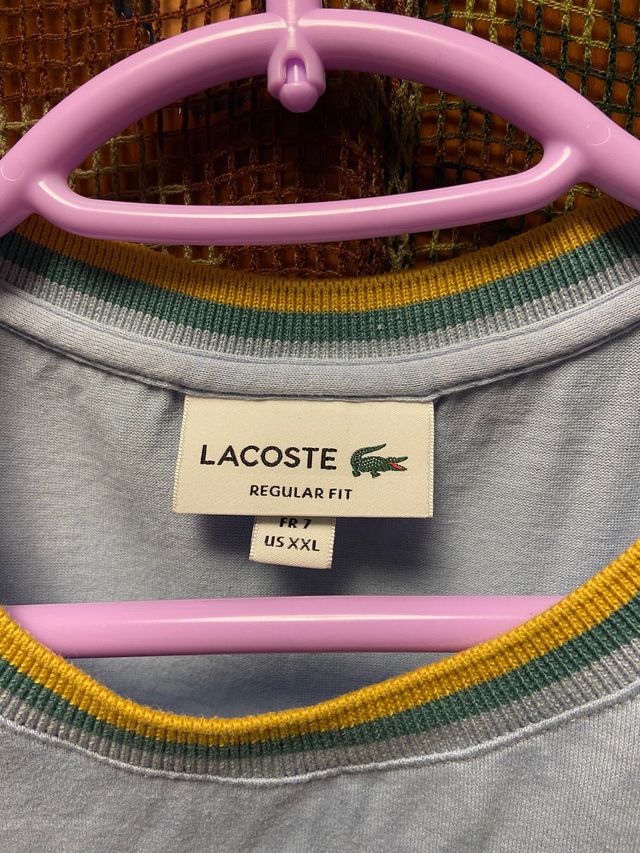 LACOSTE
REGULAR FIT
FR 7
US XXL